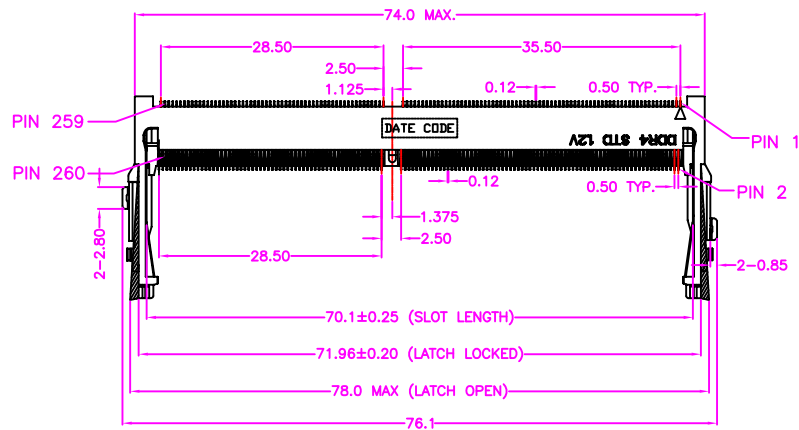 74.0 MAX.
28.50
35.50
2.50
1.125
0.12
0.50 TYP.
PIN 259
DATE CODE
DDR4 STD 1.2V
PIN 1
PIN 260
0.12
0.50 TYP.
PIN 2
1.375
2.50
2-2.80
28.50
2-0.85
70.1±0.25 (SLOT LENGTH)
71.96±0.20 (LATCH LOCKED)
78.0 MAX (LATCH OPEN)
76.1